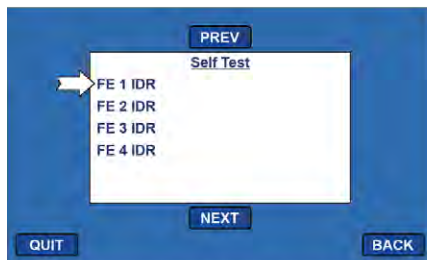 PREV
Self Test
FE 1 IDR
FE 2 IDR
FE 3 IDR
FE 4 IDR
NEXT
QUIT
BACK